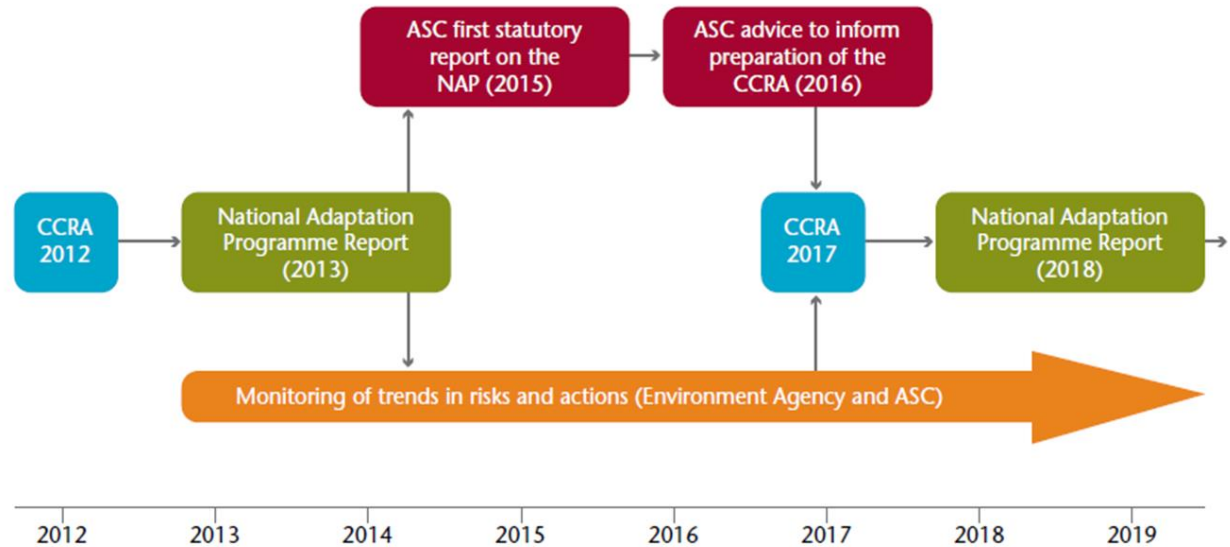 ASC first statutory
report on the
NAP (2015)
ASC advice to inform
preparation of the
CCRA (2016)
CCRA
2012
National Adaptation
Programme Report
(2013)
CCRA
2017
National Adaptation
Programme Report
(2018)
Monitoring of trends in risks and actions (Environment Agency and ASC)
2012
2013
2014
2015
2016
2017
2018
2019